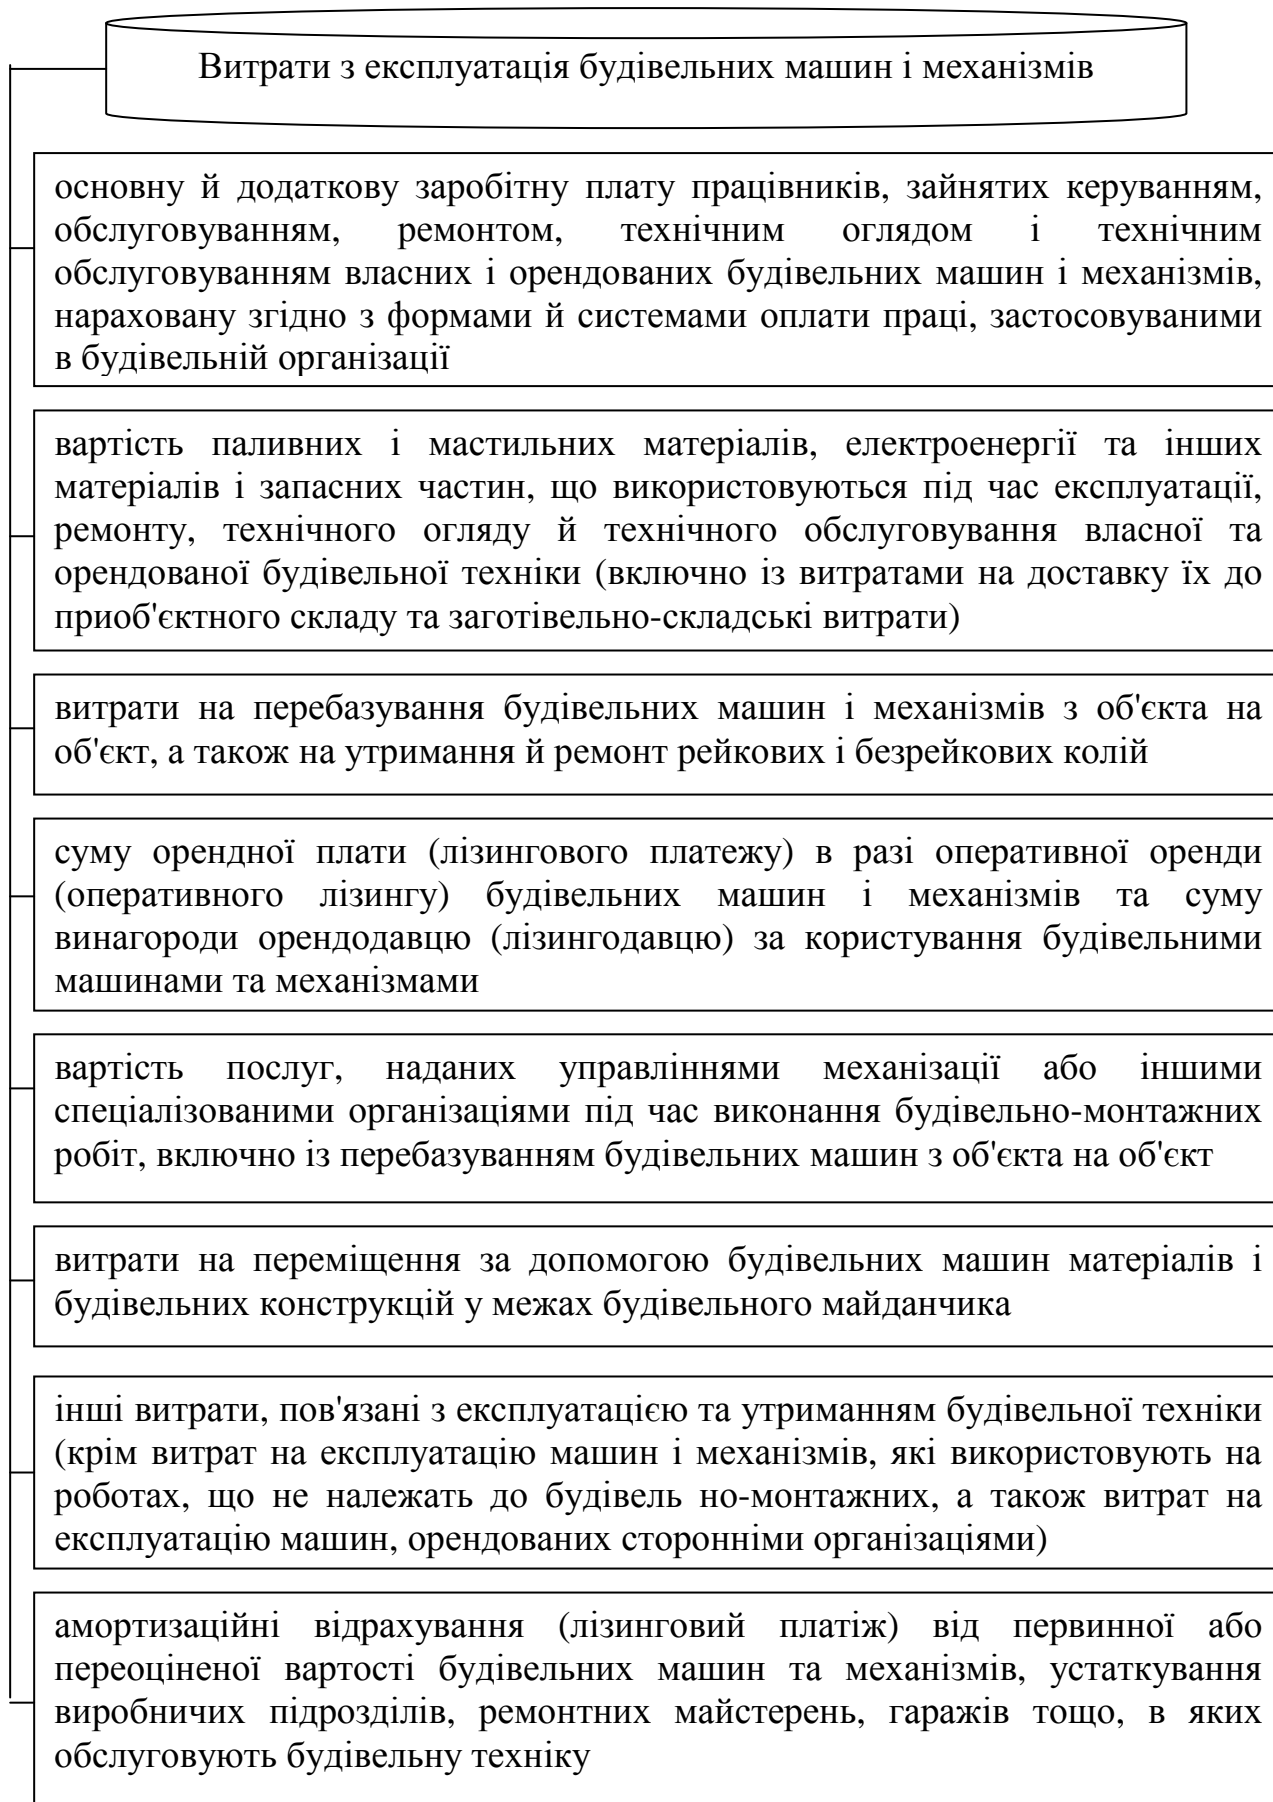 Витрати з експлуатація будівельних машин і механізмів
основну й додаткову заробітну плату працівників, зайнятих керуванням,
обслуговуванням, ремонтом, технічним оглядом і технічним
обслуговуванням власних і орендованих будівельних машин і механізмів,
нараховану згідно з формами й системами оплати праці, застосовуваними
в будівельній організації
вартість паливних і мастильних матеріалів, електроенергії та інших
матеріалів і запасних частин, що використовуються під час експлуатації,
ремонту, технічного огляду й технічного обслуговування власної та
орендованої будівельної техніки (включно із витратами на доставку їх до
приоб'єктного складу та заготівельно-складські витрати)
витрати на перебазування будівельних машин і механізмів з об'єкта на
об'єкт, а також на утримання й ремонт рейкових і безрейкових колій
суму орендної плати (лізингового платежу) в разі оперативної оренди
(оперативного лізингу) будівельних машин і механізмів та суму
винагороди орендодавцю (лізингодавцю) за користування будівельними
машинами та механізмами
вартість послуг, наданих управліннями механізації або іншими
спеціалізованими організаціями під час виконання будівельно-монтажних
робіт, включно із перебазуванням будівельних машин з об'єкта на об'єкт
витрати на переміщення за допомогою будівельних машин матеріалів і
будівельних конструкцій у межах будівельного майданчика
інші витрати, пов'язані з експлуатацією та утриманням будівельної техніки
(крім витрат на експлуатацію машин і механізмів, які використовують на
роботах, що не належать до будівель но-монтажних, а також витрат на
експлуатацію машин, орендованих сторонніми організаціями)
амортизаційні відрахування (лізинговий платіж) від первинної або
переоціненої вартості будівельних машин та механізмів, устаткування
виробничих підрозділів, ремонтних майстерень, гаражів тощо, в яких
обслуговують будівельну техніку